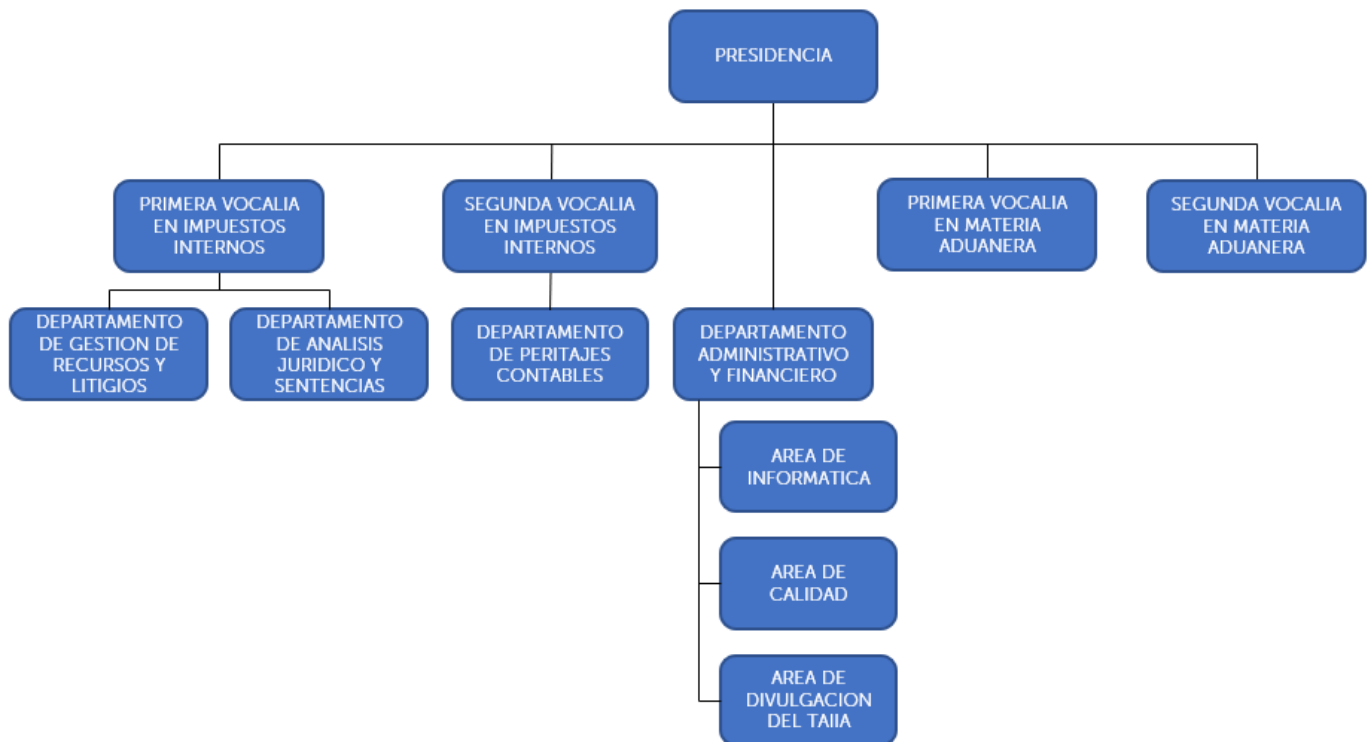 PRESIDENCIA
PRIMERA VOCALIA
EN IMPUESTOS
INTERNOS
SEGUNDA VOCALIA
EN IMPUESTOS
INTERNOS
PRIMERA VOCALIA
EN MATERIA
ADUANERA
SEGUNDA VOCALIA
EN MATERIA
ADUANERA
DEPARTAMENTO
DE GESTION DE
RECURSOS Y
LITIGIOS
DEPARTAMENTO
DE ANALISIS
JURIDICO Y
SENTENCIAS
DEPARTAMENTO
DE PERITAJES
CONTABLES
DEPARTAMENTO
ADMINISTRATIVO
Y FINANCIERO
AREA DE
INFORMATICA
AREA DE
CALIDAD
AREA DE
DIVULGACION
DEL TAIIA